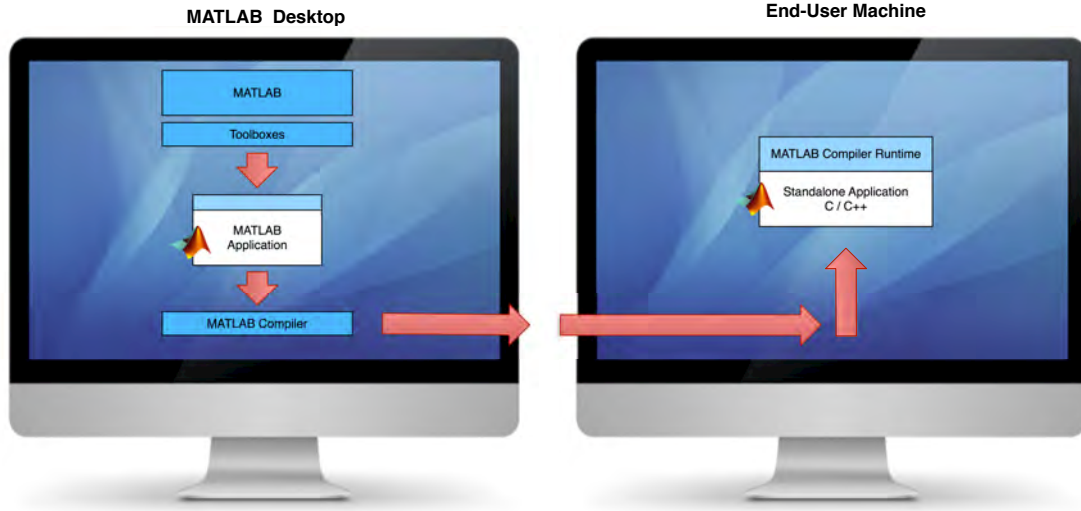 MATLAB Desktop
MATLAB
Toolboxes
MATLAB
Application
MATLAB Compiler
End-User Machine
MATLAB Compiler Runtime
Standalone Application
C / C++